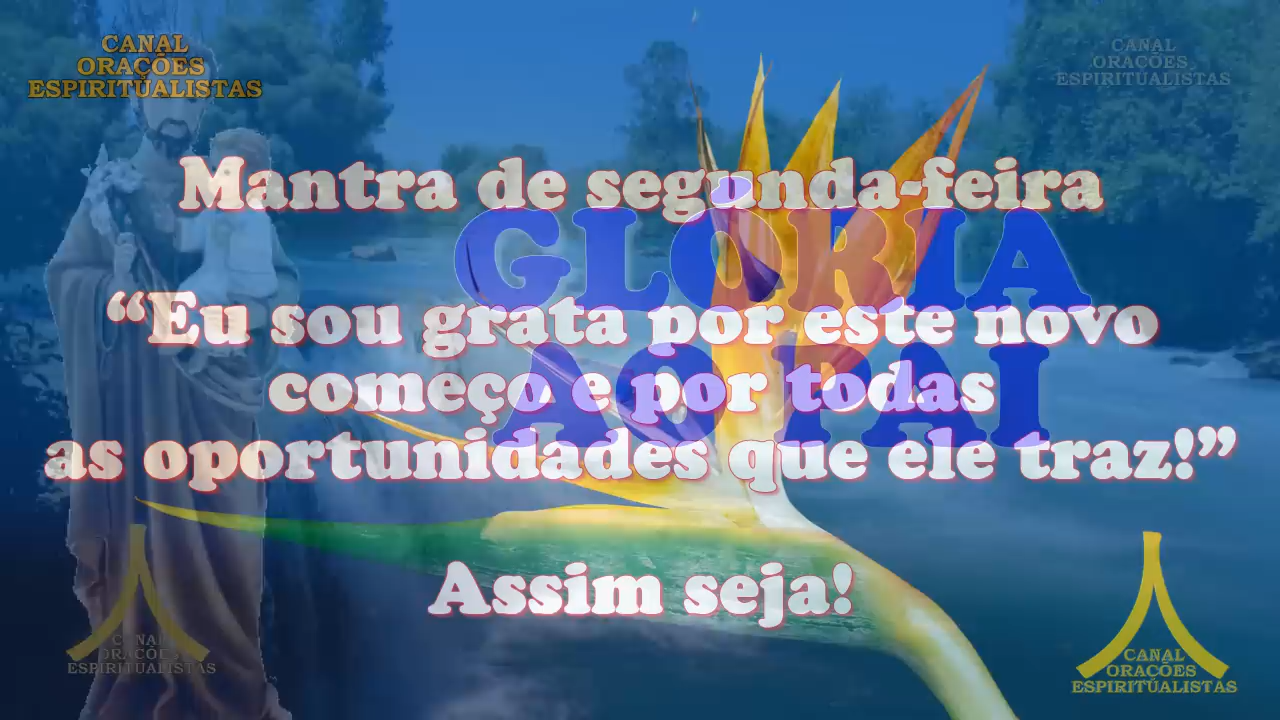 CANAL
ORAÇÕES
ESPIRITUALISTAS
CANAL
ORAÇÕES
ESPIRITUALISTAS
Mantra de segunda-feira
GLÓRIA
“Eu sou grata por este novo
AO PAI
começo e por todas
as oportunidades que ele traz!”
Assim seja!
CANAL
ORAÇÕES
ESPIRITUALISTAS
CANAL
ORAÇÕES
ESPIRITUALISTAS